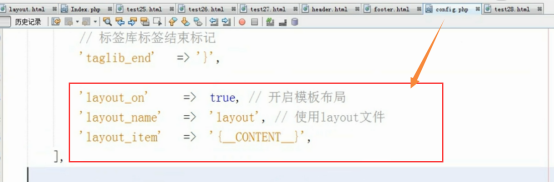 layout.html Index.php test25.html test26.html test27.html header.html footer.html config.php test28.html
历史记录
// 标签库标签结束标记
'taglib_end' => '}',
'layout_on' => true, // 开启模板布局
'layout_name' => 'layout', // 使用layout文件
'layout_item' => '{__CONTENT__}',
],